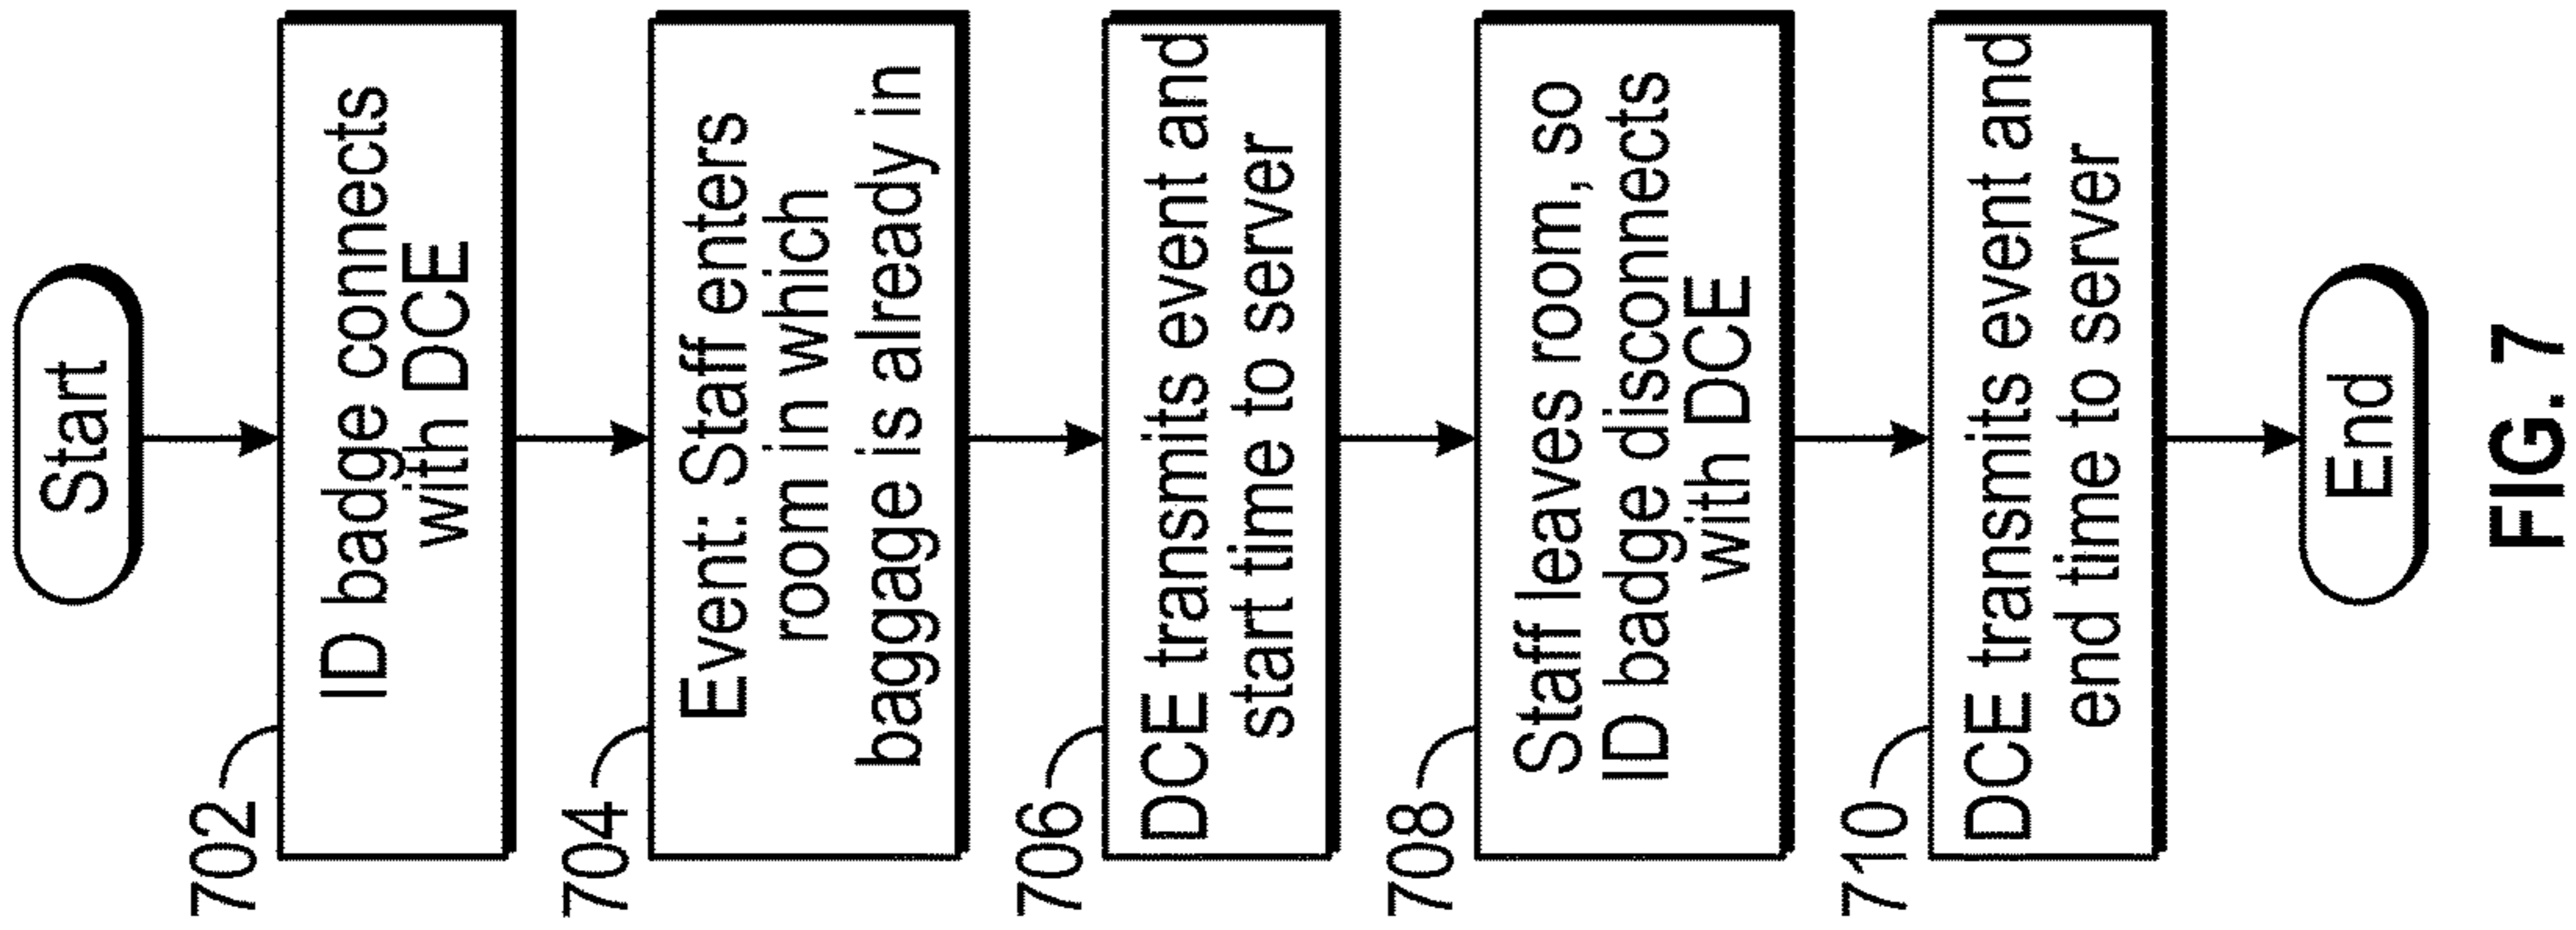 Start
702
ID badge connects
with DCE
704
Event: Staff enters
room in which
baggage is already in
706
DCE transmits event and
start time to server
708
Staff leaves room, so
ID badge disconnects
with DCE
710
DCE transmits event and
end time to server
End
FIG. 7